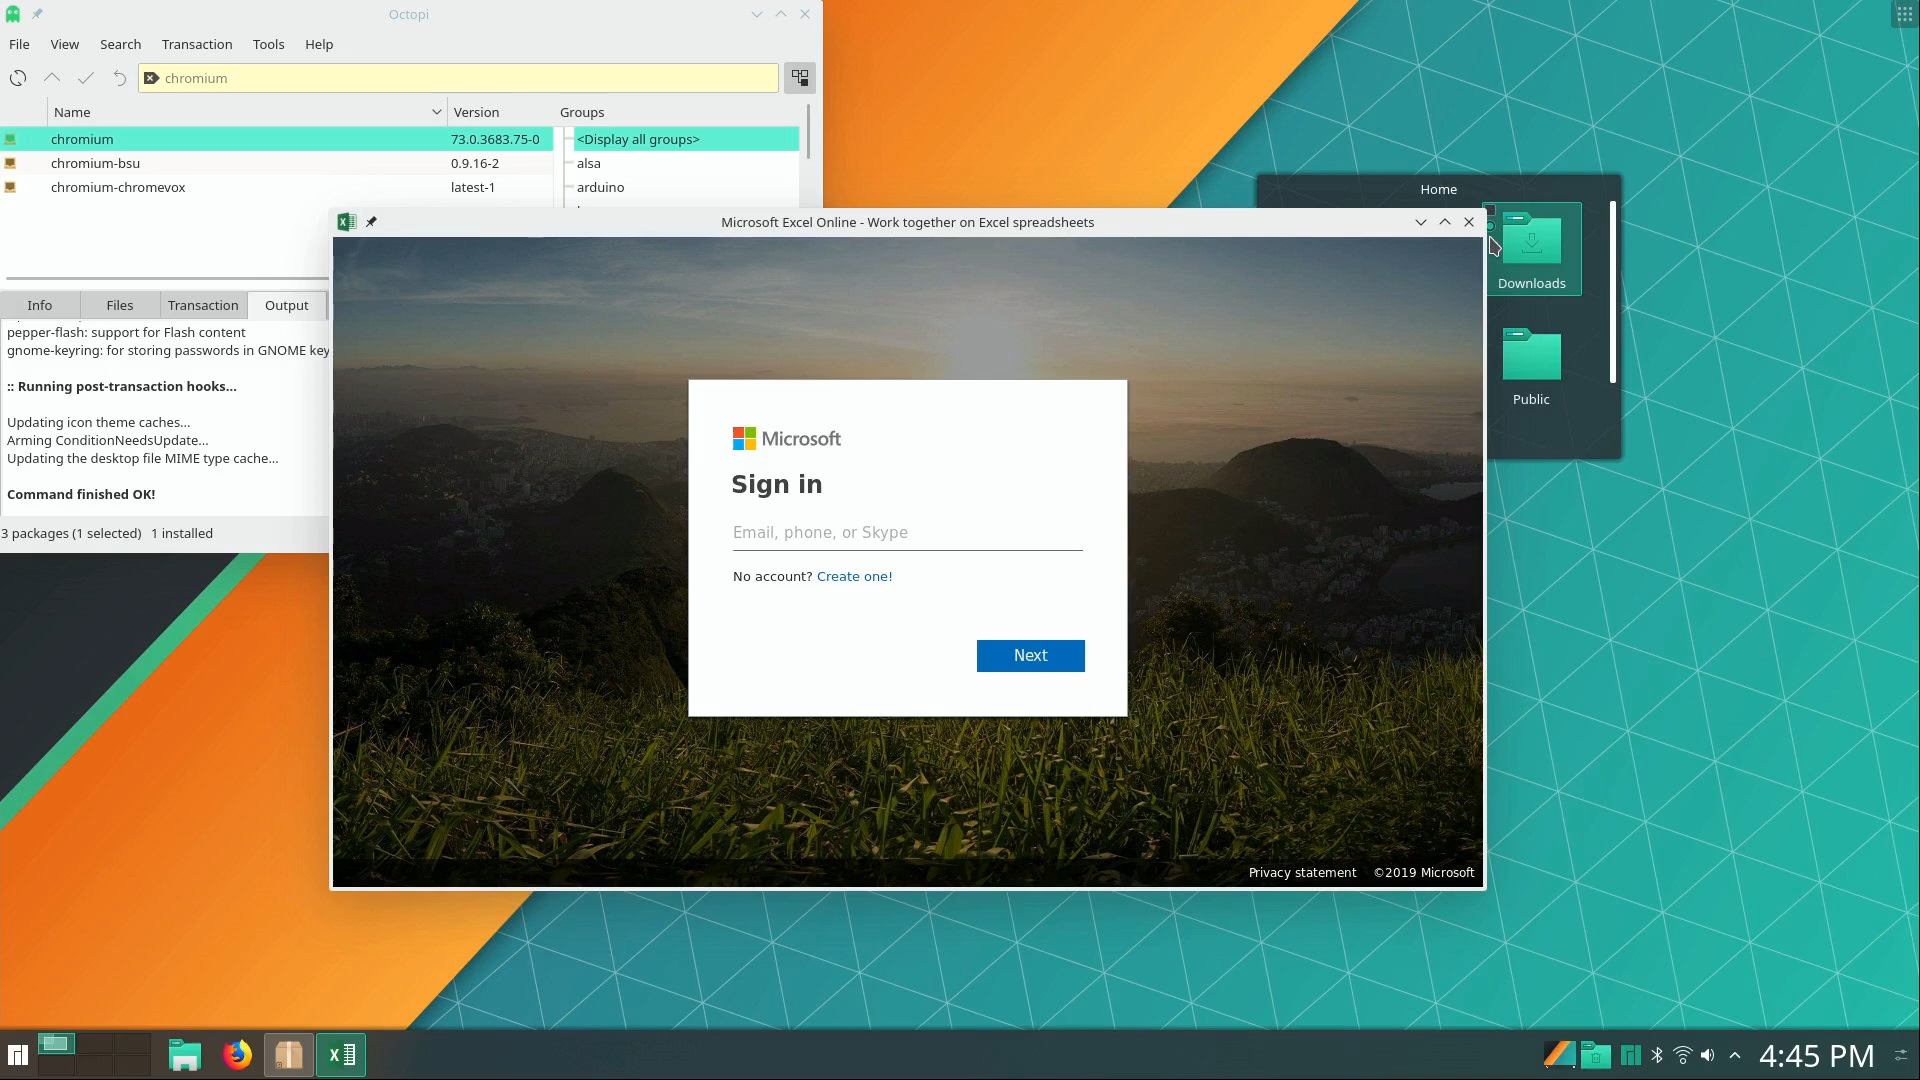 Octopi
File View Search Transaction Tools Help
chromium
Name Version Groups
chromium 73.0.3683.75-0 <Display all groups>
chromium-bsu 0.9.16-2 alsa
chromium-chromevox latest-1 arduino
Info Files Transaction Output
pepper-flash: support for Flash content
gnome-keyring: for storing passwords in GNOME key
:: Running post-transaction hooks...
Updating icon theme caches...
Arming ConditionNeedsUpdate...
Updating the desktop file MIME type cache...
Command finished OK!
3 packages (1 selected) 1 installed
Microsoft Excel Online - Work together on Excel spreadsheets
Microsoft
Sign in
Email, phone, or Skype
No account? Create one!
Next
Privacy statement ©2019 Microsoft
Home
Downloads
Public
4:45 PM